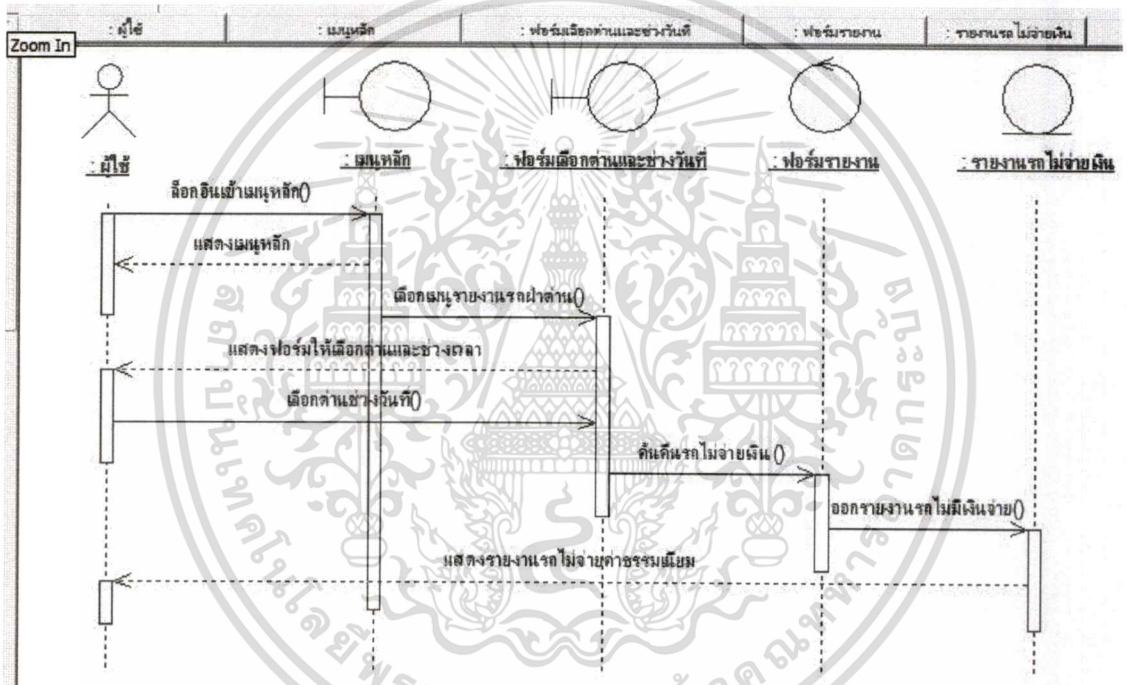 : ผู้ใช้ : เมนูหลัก : ฟอร์มเลือกด่านและช่วงวันที่ : ฟอร์มรายงาน : รายงานรถไม่จ่ายเงิน
Zoom In
: ผู้ใช้ : เมนูหลัก : ฟอร์มเลือกด่านและช่วงวันที่ : ฟอร์มรายงาน : รายงานรถไม่จ่ายเงิน
ล็อกอินเข้าเมนูหลัก()
แสดงเมนูหลัก
เลือกเมนูรายงานรถฝ่าด่าน()
แสดงฟอร์มให้เลือกด่านและช่วงเวลา
เลือกด่านช่วงวันที่()
ค้นคืนรถไม่จ่ายเงิน ()
ออกรายงานรถไม่มีเงินจ่าย()
แสดงรายงานรถไม่จ่ายค่าธรรมเนียม